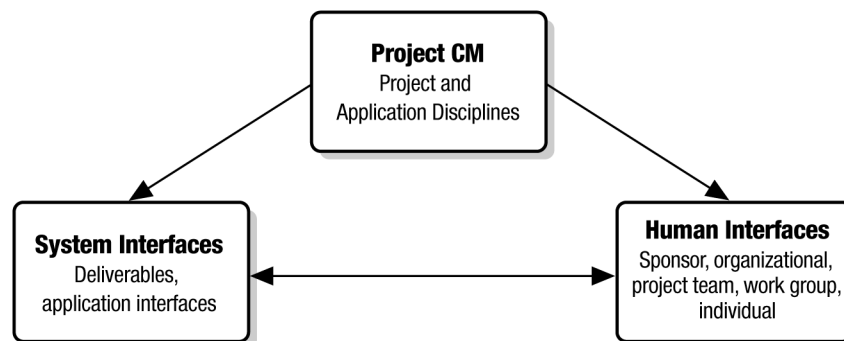 Project CM
Project and
Application Disciplines
System Interfaces
Deliverables,
application interfaces
Human Interfaces
Sponsor, organizational,
project team, work group,
individual